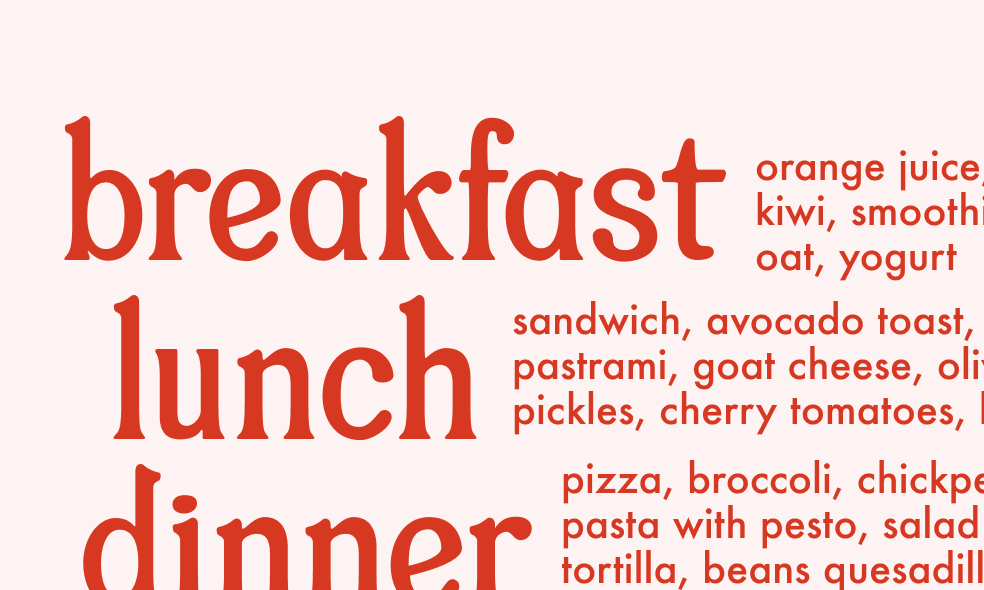 breakfast
orange juice,
kiwi,
oat, yogurt
lunch
sandwich, avocado toast,
pastrami, goat cheese,
pickles, cherry tomatoes,
dinner
pizza, broccoli,
pasta with pesto, salad
tortilla, beans